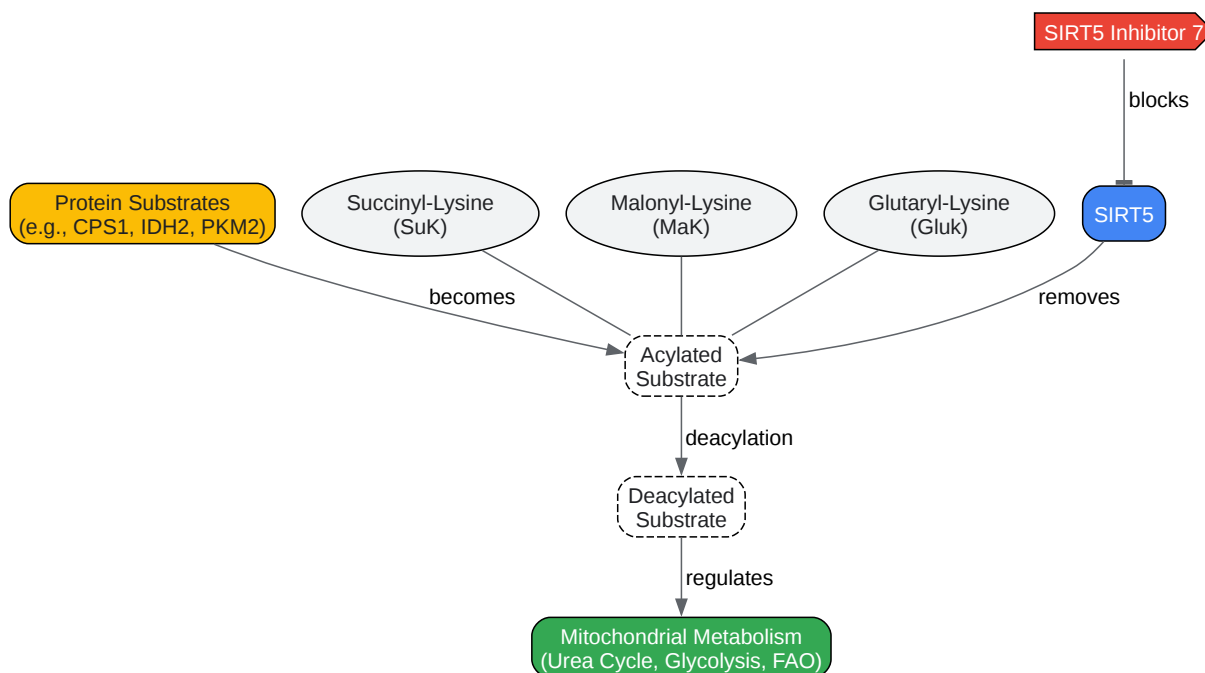 SIRT5 Inhibitor 7
blocks
Protein Substrates
(e.g., CPS1, IDH2, PKM2)
Succinyl-Lysine
(SuK)
Malonyl-Lysine
(MaK)
Glutaryl-Lysine
(Gluk)
SIRT5
becomes
removes
Acylated
Substrate
deacylation
Deacylated
Substrate
regulates
Mitochondrial Metabolism
(Urea Cycle, Glycolysis, FAO)